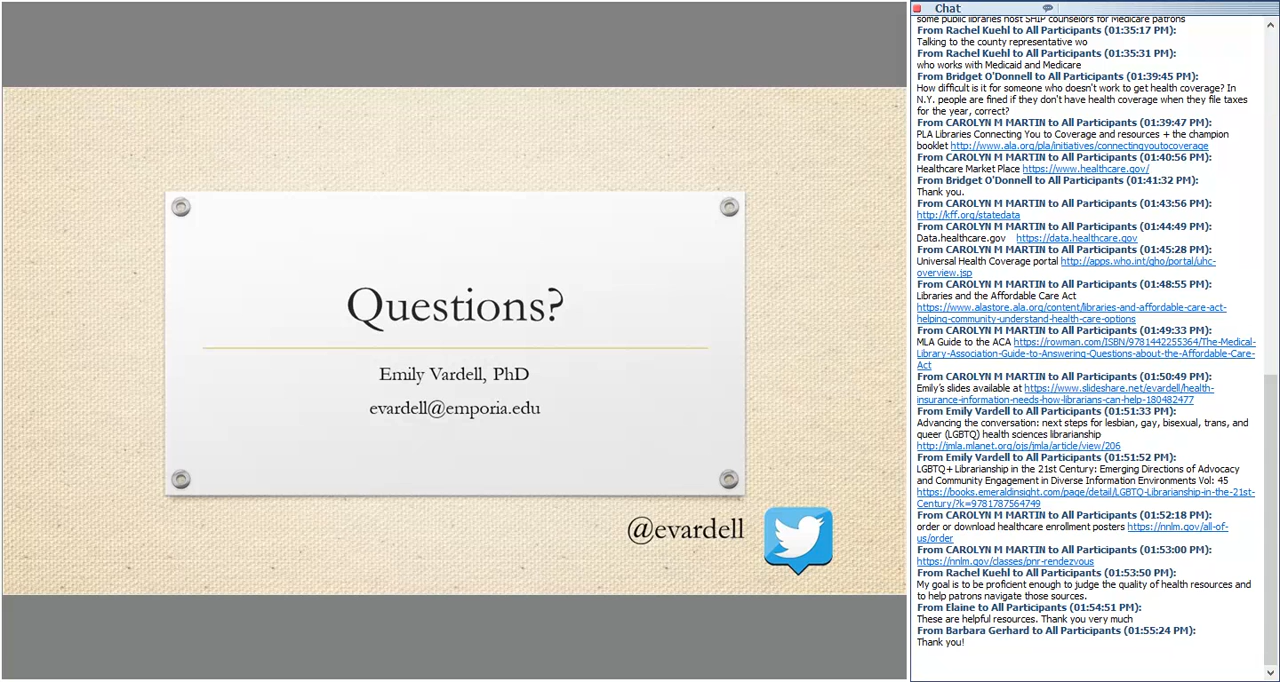 Questions?
Emily Vardell, PhD
evardell@emporia.edu
@evardell
Chat
some public libraries host SHIP counselors for Medicare patrons
From Rachel Kuehl to All Participants (01:35:17 PM):
Talking to the county representative wo
From Rachel Kuehl to All Participants (01:35:31 PM):
who works with Medicaid and Medicare
From Bridget O'Donnell to All Participants (01:39:45 PM):
How difficult is it for someone who doesn't work to get health coverage? In
N.Y. people are fined if they don't have health coverage when they file taxes
for the year, correct?
From CAROLYN M MARTIN to All Participants (01:39:47 PM):
PLA Libraries Connecting You to Coverage and resources + the champion
booklet http://www.ala.org/pla/initiatives/connectingyoutocoverage
From CAROLYN M MARTIN to All Participants (01:40:56 PM):
Healthcare Market Place https://www.healthcare.gov/
From Bridget O'Donnell to All Participants (01:41:32 PM):
Thank you.
From CAROLYN M MARTIN to All Participants (01:43:56 PM):
http://kff.org/statedata
From CAROLYN M MARTIN to All Participants (01:44:49 PM):
Data.healthcare.gov https://data.healthcare.gov
From CAROLYN M MARTIN to All Participants (01:45:28 PM):
Universal Health Coverage portal http://apps.who.int/gho/portal/uhc-
overview.jsp
From CAROLYN M MARTIN to All Participants (01:48:55 PM):
Libraries and the Affordable Care Act
https://www.alastore.ala.org/content/libraries-and-affordable-care-act-
helping-community-understand-health-care-options
From CAROLYN M MARTIN to All Participants (01:49:33 PM):
MLA Guide to the ACA https://rowman.com/ISBN/9781442255364/The-Medical-
Library-Association-Guide-to-Answering-Questions-about-the-Affordable-Care-
Act
From CAROLYN M MARTIN to All Participants (01:50:49 PM):
Emily's slides available at https://www.slideshare.net/evardell/health-
insurance-information-needs-how-librarians-can-help-180482477
From Emily Vardell to All Participants (01:51:33 PM):
Advancing the conversation: next steps for lesbian, gay, bisexual, trans, and
queer (LGBTQ) health sciences librarianship
http://jmla.mlanet.org/ojs/jmla/article/view/206
From Emily Vardell to All Participants (01:51:52 PM):
LGBTQ+ Librarianship in the 21st Century: Emerging Directions of Advocacy
and Community Engagement in Diverse Information Environments Vol: 45
https://books.emeraldinsight.com/page/detail/LGBTQ-Librarianship-in-the-21st-
Century/?k=9781787564749
From CAROLYN M MARTIN to All Participants (01:52:18 PM):
order or download healthcare enrollment posters https://nnlm.gov/all-of-
us/order
From CAROLYN M MARTIN to All Participants (01:53:00 PM):
https://nnlm.gov/classes/pnr-rendezvous
From Rachel Kuehl to All Participants (01:53:50 PM):
My goal is to be proficient enough to judge the quality of health resources and
to help patrons navigate those sources.
From Elaine to All Participants (01:54:51 PM):
These are helpful resources. Thank you very much
From Barbara Gerhard to All Participants (01:55:24 PM):
Thank you!